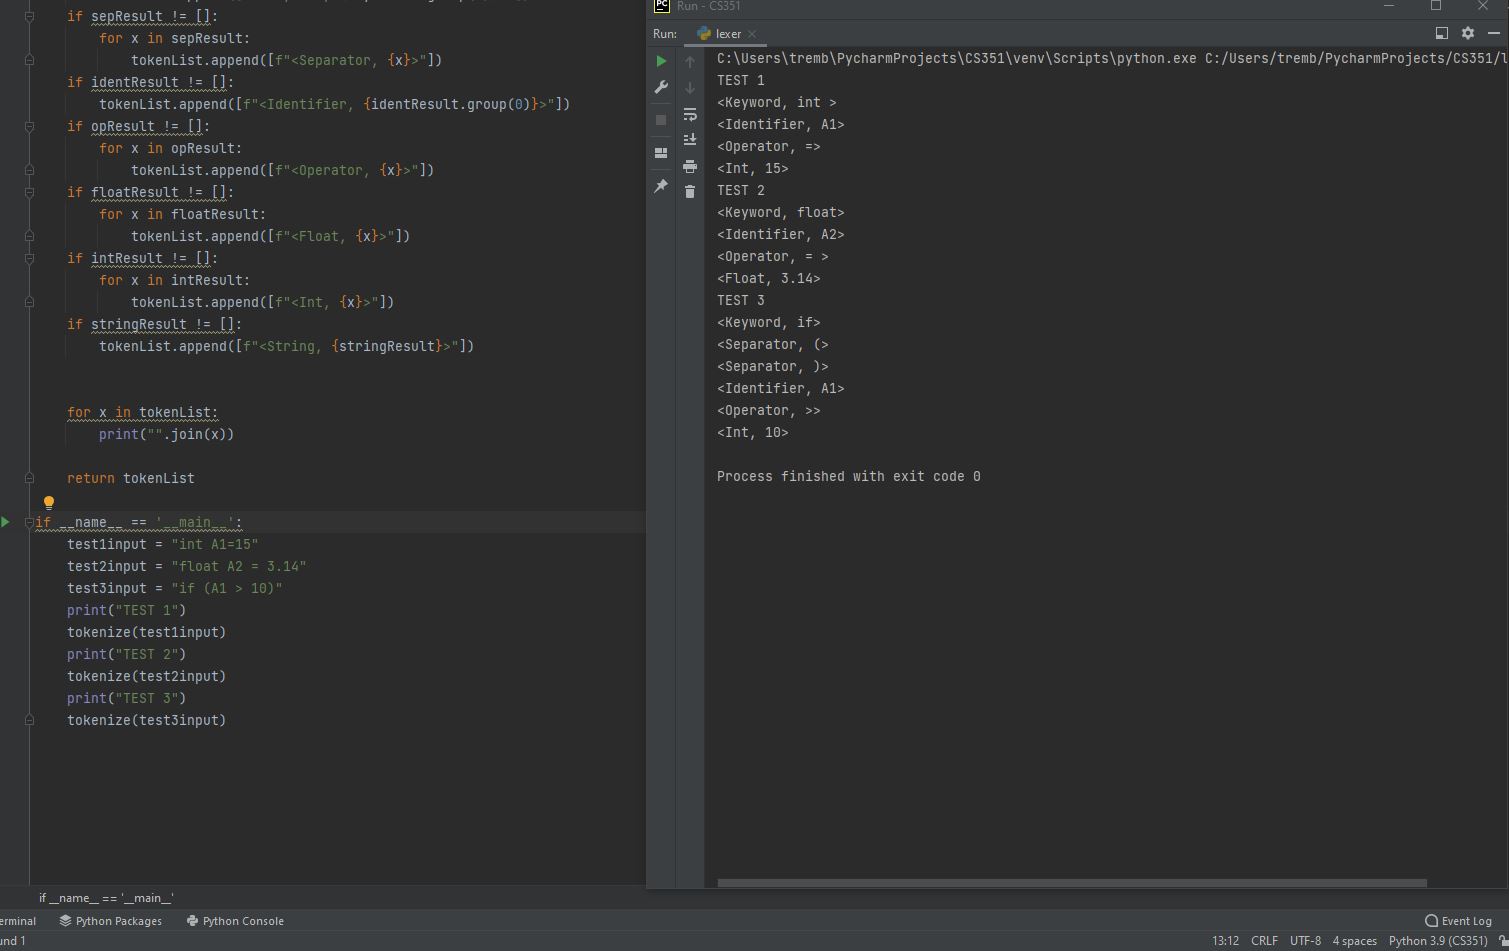 if sepResult != []:
for x in sepResult:
tokenList.append([f"<Separator, {x}>"])
if identResult != []:
tokenList.append([f"<Identifier, {identResult.group(0)}>"])
if opResult != []:
for x in opResult:
tokenList.append([f"<Operator, {x}>"])
if floatResult != []:
for x in floatResult:
tokenList.append([f"<Float, {x}>"])
if intResult != []:
for x in intResult:
tokenList.append([f"<Int, {x}>"])
if stringResult != []:
tokenList.append([f"<String, {stringResult}>"])
for x in tokenList:
print("".join(x))
return tokenList
if __name__ == '__main__':
test1input = "int A1=15"
test2input = "float A2 = 3.14"
test3input = "if (A1 > 10)"
print("TEST 1")
tokenize(test1input)
print("TEST 2")
tokenize(test2input)
print("TEST 3")
tokenize(test3input)
if __name__ == '__main__'
PC Run - CS351
Run: lexer
C:\Users\tremb\PycharmProjects\CS351\venv\Scripts\python.exe C:/Users/tremb/PycharmProjects/CS351/l
TEST 1
<Keyword, int >
<Identifier, A1>
<Operator, =>
<Int, 15>
TEST 2
<Keyword, float>
<Identifier, A2>
<Operator, = >
<Float, 3.14>
TEST 3
<Keyword, if>
<Separator, (>
<Separator, )>
<Identifier, A1>
<Operator, >>
<Int, 10>
Process finished with exit code 0
erminal Python Packages Python Console Event Log
und 1 13:12 CRLF UTF-8 4 spaces Python 3.9 (CS351)